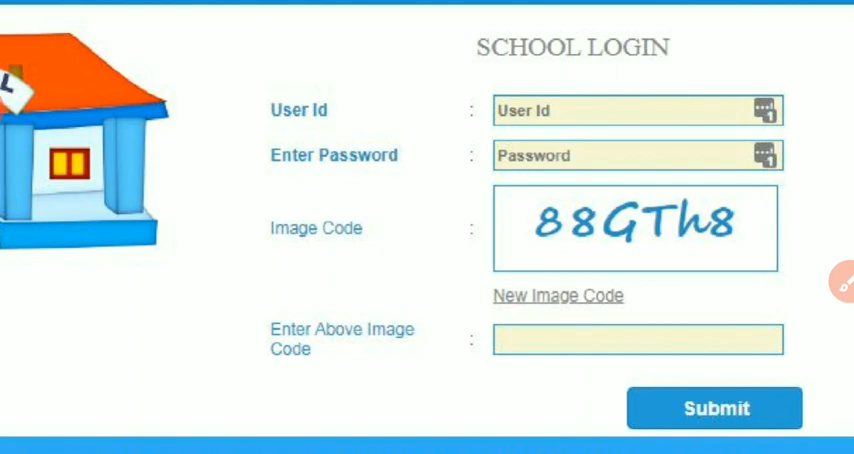 SCHOOL LOGIN
User Id : User Id
Enter Password : Password
Image Code : 88GTh8
New Image Code
Enter Above Image
Code :
Submit